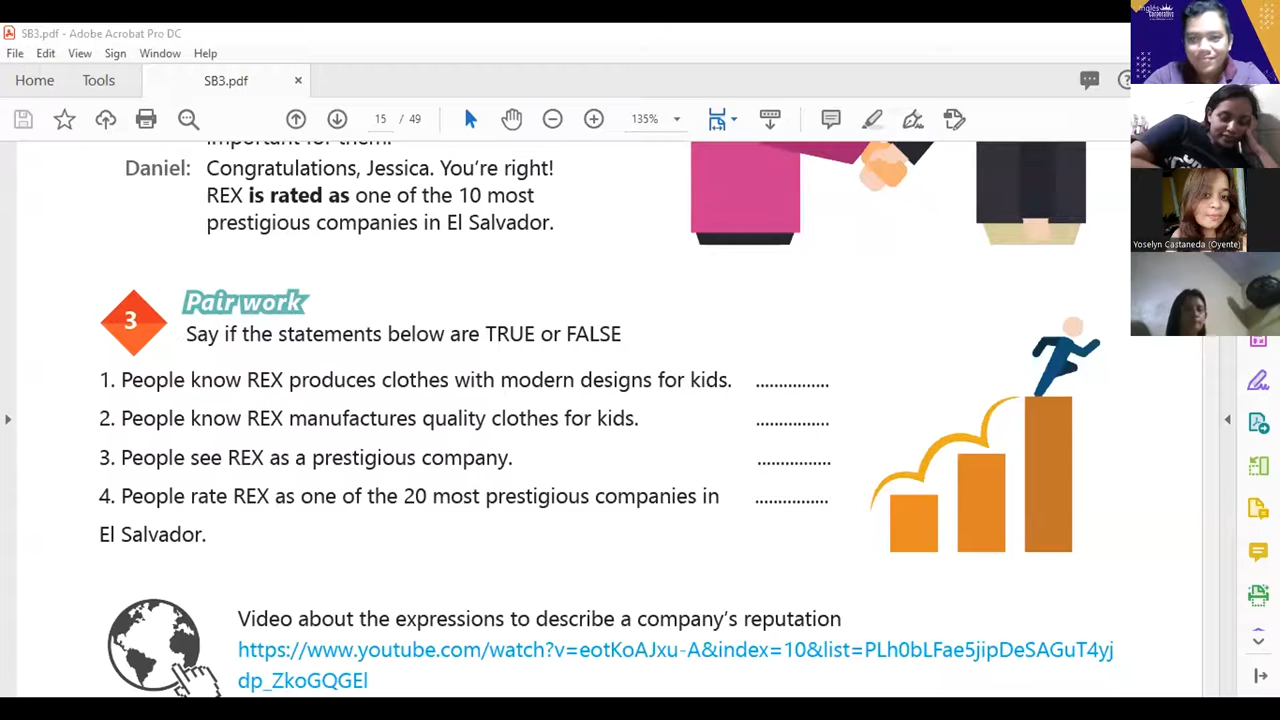 SB3.pdf - Adobe Acrobat Pro DC
File Edit View Sign Window Help
Home Tools SB3.pdf ×
15 / 49 135%
Daniel: Congratulations, Jessica. You're right!
REX is rated as one of the 10 most
prestigious companies in El Salvador.
3 Pair work
Say if the statements below are TRUE or FALSE
1. People know REX produces clothes with modern designs for kids. ................
2. People know REX manufactures quality clothes for kids. ................
3. People see REX as a prestigious company. ................
4. People rate REX as one of the 20 most prestigious companies in ................
El Salvador.
Video about the expressions to describe a company's reputation
https://www.youtube.com/watch?v=eotKoAJxu-A&index=10&list=PLh0bLFae5jipDeSAGuT4yj
dp_ZkoGQGEl
Yoselyn Castaneda (Oyente)